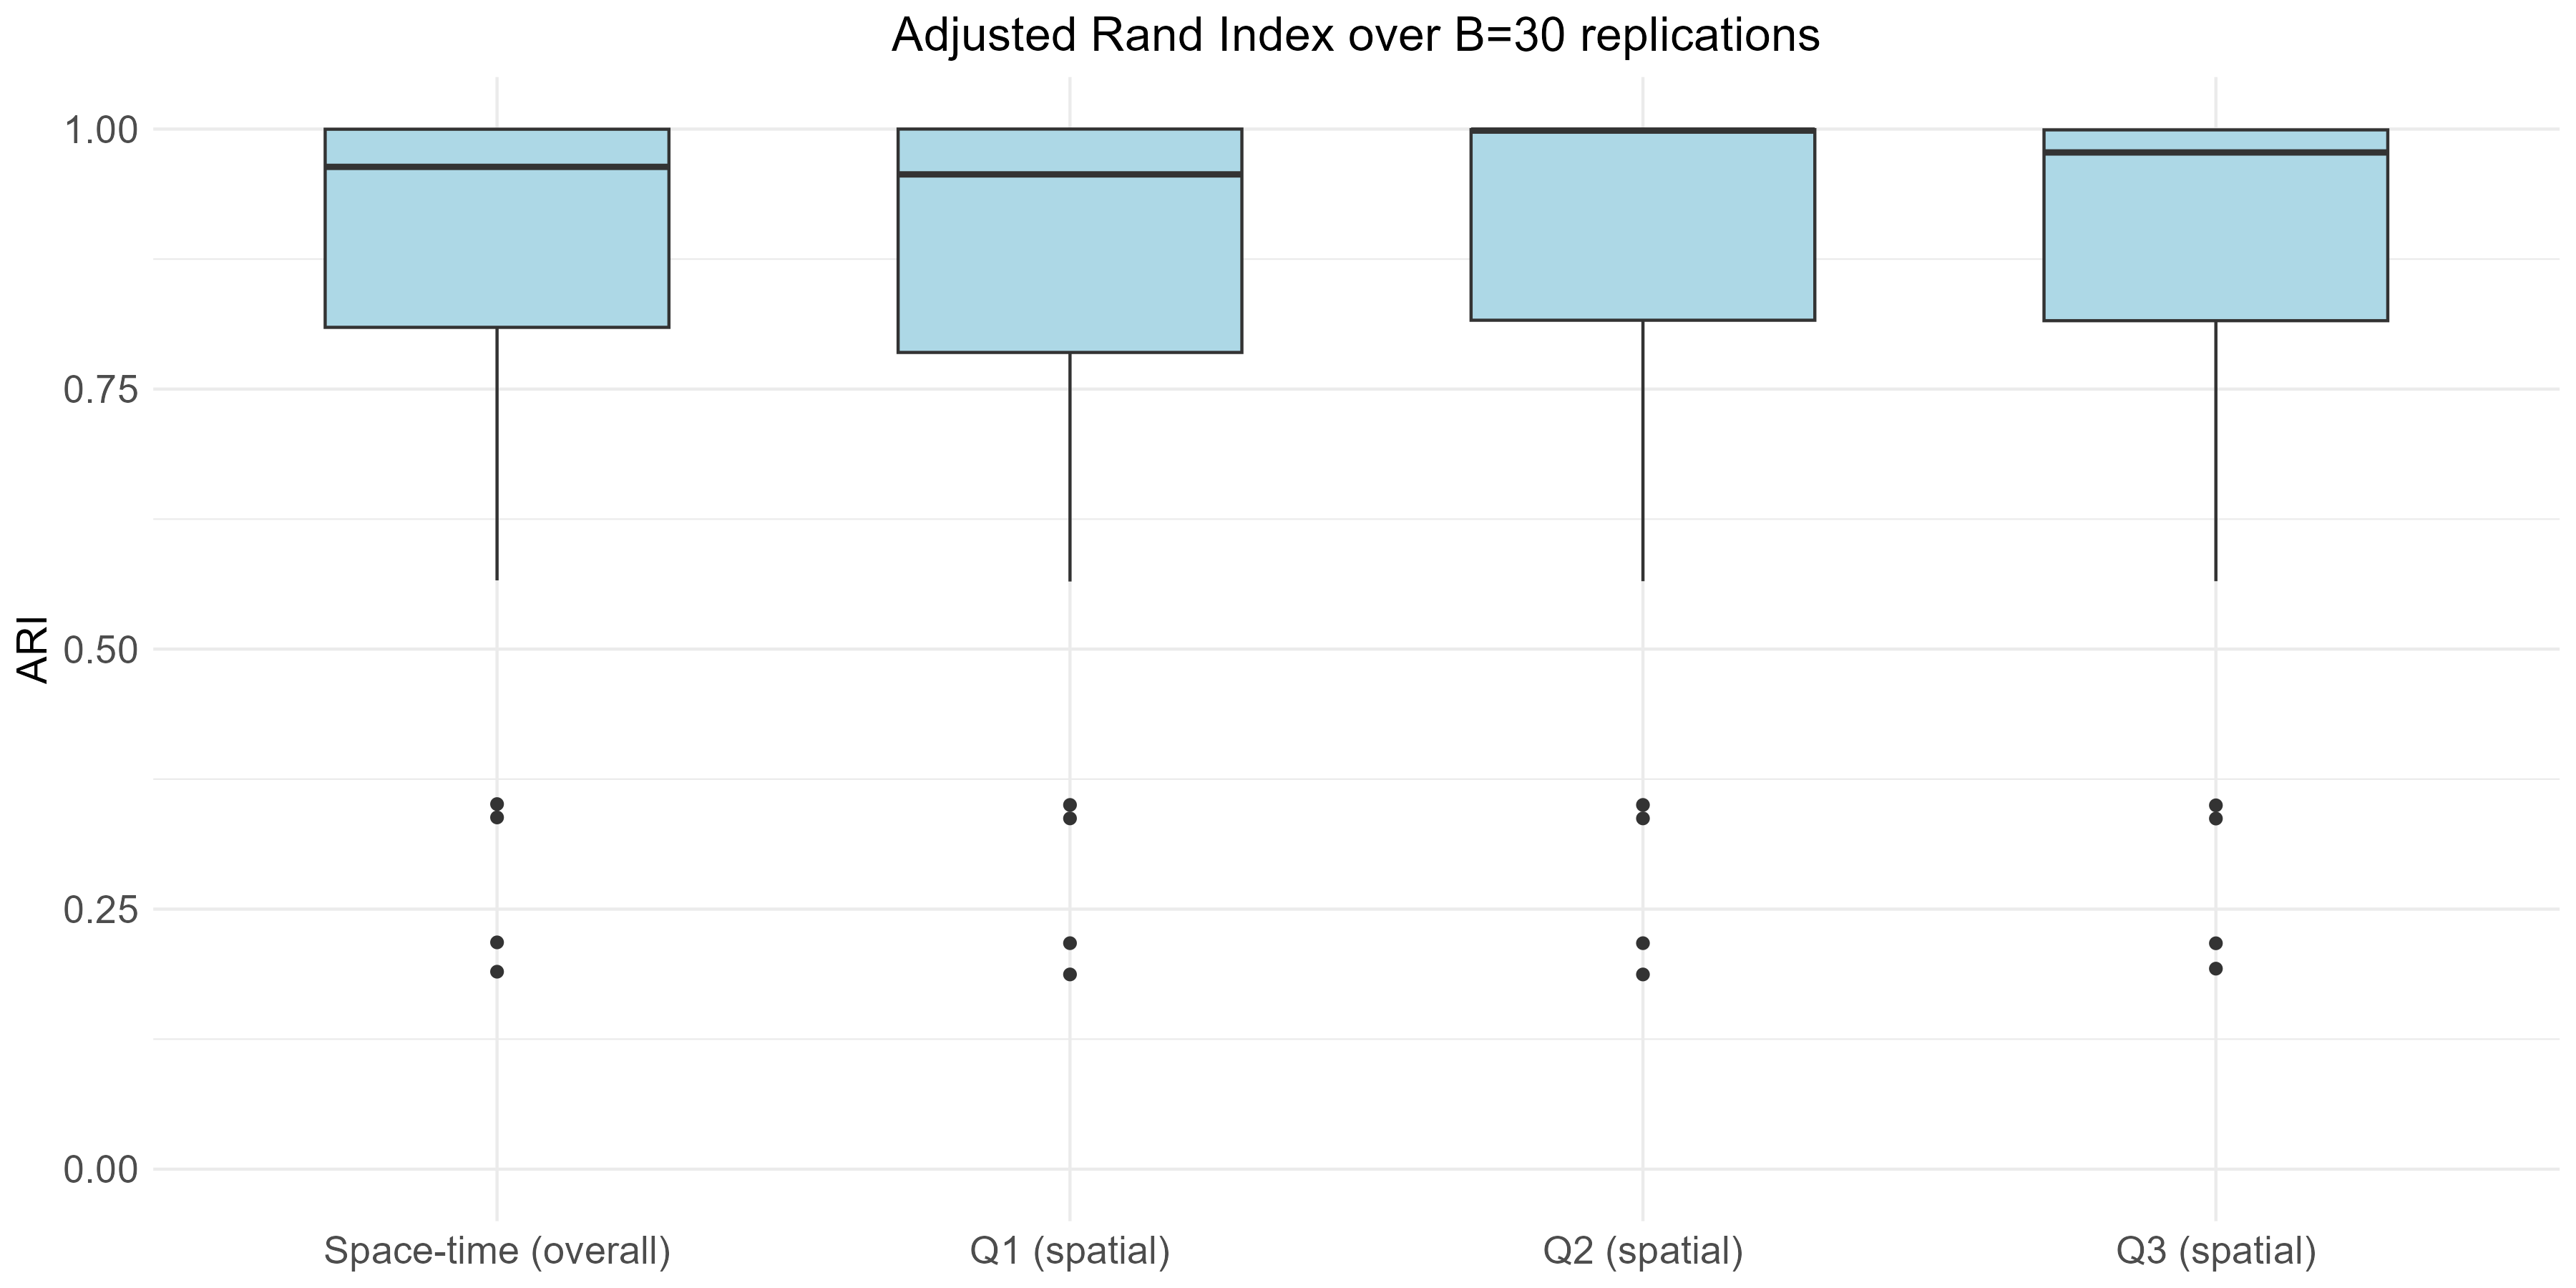 Adjusted Rand Index over B=30 replications
ARI
1.00
0.75
0.50
0.25
0.00
Space-time (overall)
Q1 (spatial)
Q2 (spatial)
Q3 (spatial)